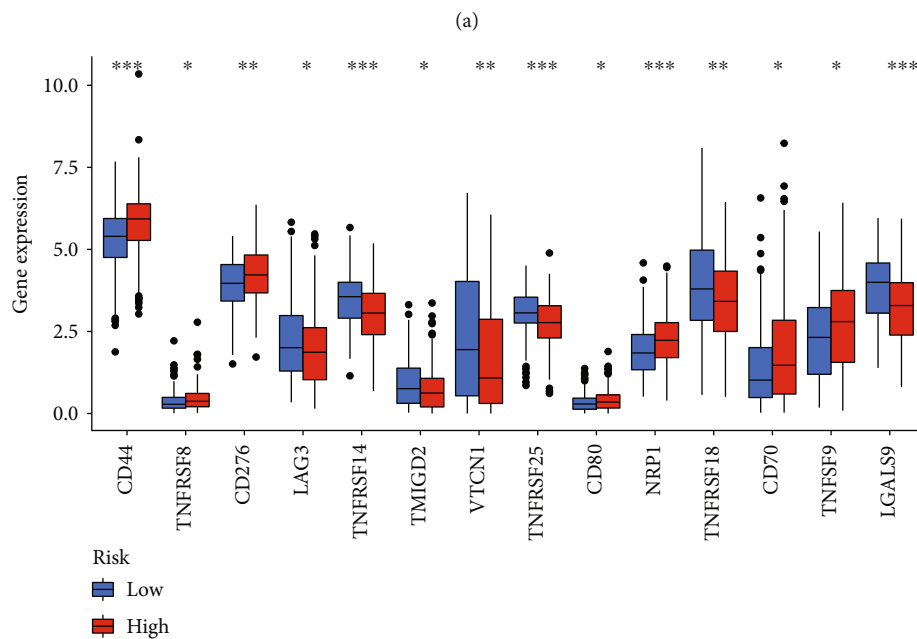 (a)
*** * ** * *** * ** *** * *** ** * * ***
Gene expression
10.0
7.5
5.0
2.5
0.0
CD44
TNFRSF8
CD276
LAG3
TNFRSF14
TMIGD2
VTCN1
TNFRSF25
CD80
NRP1
TNFRSF18
CD70
TNFSF9
LGALS9
Risk
Low
High